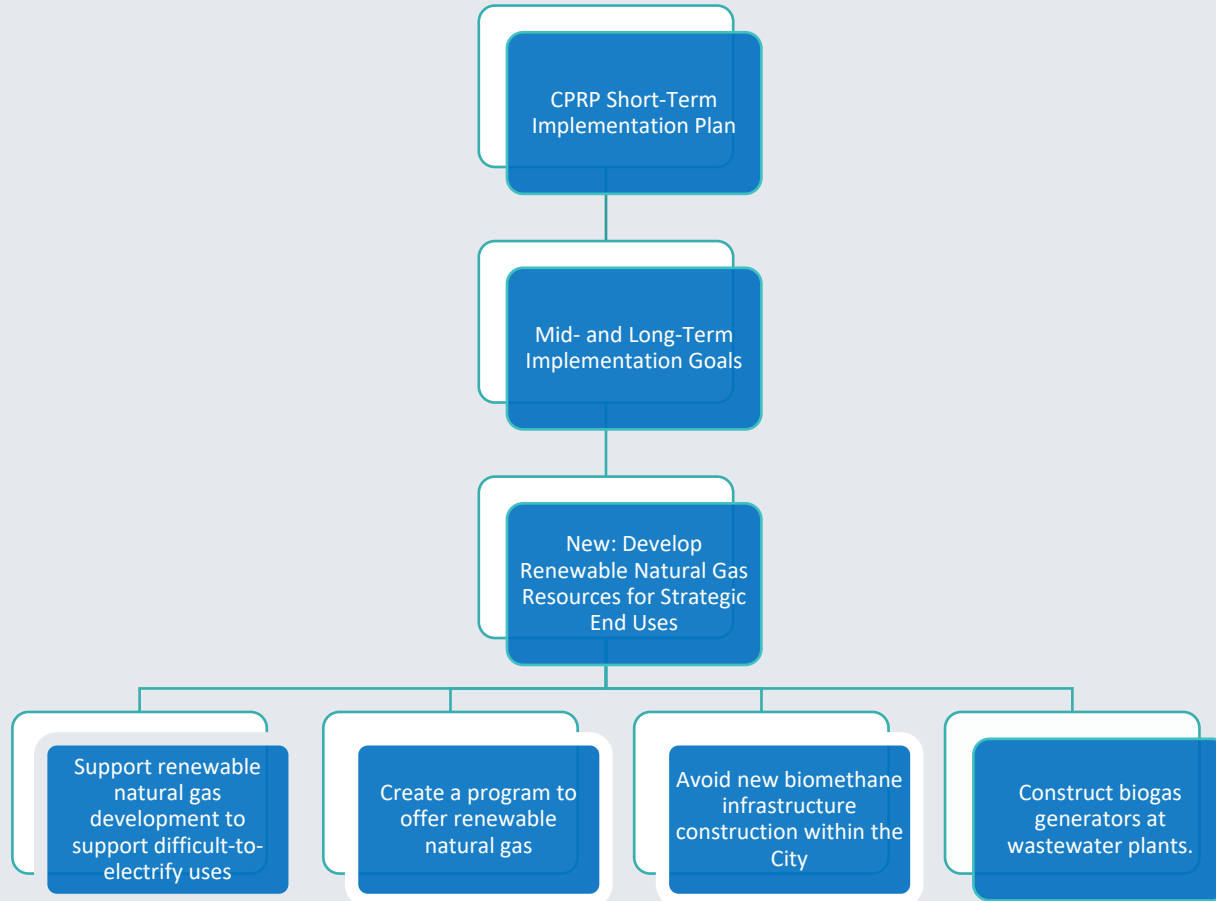 CPRP Short-Term
Implementation Plan
Mid- and Long-Term
Implementation Goals
New: Develop
Renewable Natural Gas
Resources for Strategic
End Uses
Support renewable
natural gas
development to
support difficult-to-
electrify uses
Create a program to
offer renewable
natural gas
Avoid new biomethane
infrastructure
construction within the
City
Construct biogas
generators at
wastewater plants.